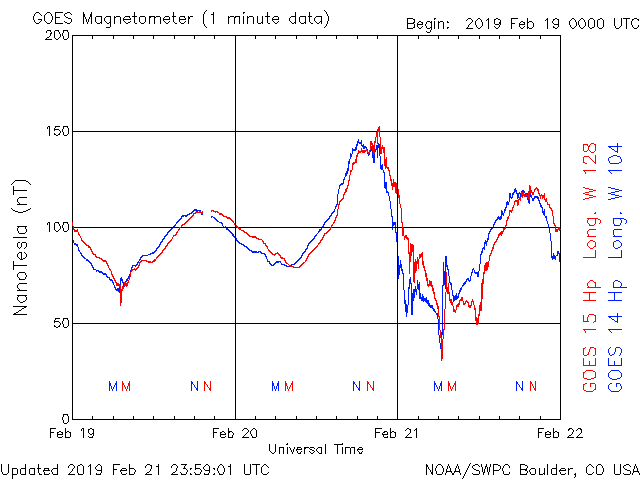 GOES Magnetometer (1 minute data)
Begin: 2019 Feb 19 0000 UTC
200
150
100
50
0
NanoTesla (nT)
M M N N M M N N M M N N
Feb 19 Feb 20 Feb 21 Feb 22
Universal Time
GOES 15 Hp Long. W 128
GOES 14 Hp Long. W 104
Updated 2019 Feb 21 23:59:01 UTC
NOAA/SWPC Boulder, CO USA